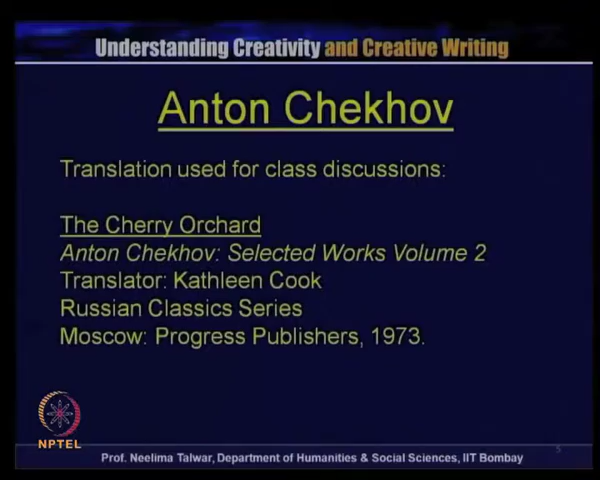 Understanding Creativity and Creative Writing
Anton Chekhov
Translation used for class discussions:
The Cherry Orchard
Anton Chekhov: Selected Works Volume 2
Translator: Kathleen Cook
Russian Classics Series
Moscow: Progress Publishers, 1973.
NPTEL
5
Prof. Neelima Talwar, Department of Humanities & Social Sciences, IIT Bombay